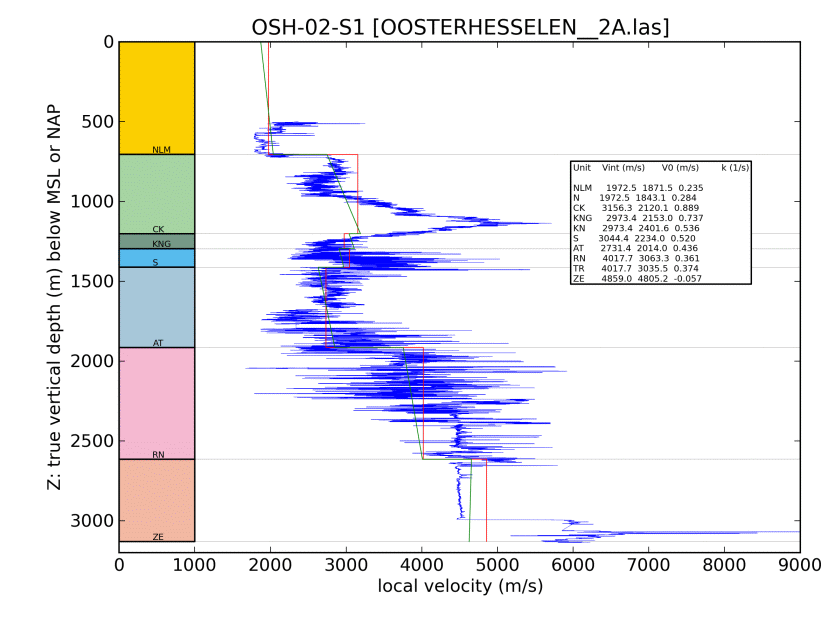 OSH-02-S1 [OOSTERHESSELEN__2A.las]
Z: true vertical depth (m) below MSL or NAP
0
500
1000
1500
2000
2500
3000
NLM
CK
KNG
S
AT
RN
ZE
Unit Vint (m/s) V0 (m/s) k (1/s)
NLM 1972.5 1871.5 0.235
N 1972.5 1843.1 0.284
CK 3156.3 2120.1 0.889
KNG 2973.4 2153.0 0.737
KN 2973.4 2401.6 0.536
S 3044.4 2234.0 0.520
AT 2731.4 2014.0 0.436
RN 4017.7 3063.3 0.361
TR 4017.7 3035.5 0.374
ZE 4859.0 4805.2 -0.057
0 1000 2000 3000 4000 5000 6000 7000 8000 9000
local velocity (m/s)